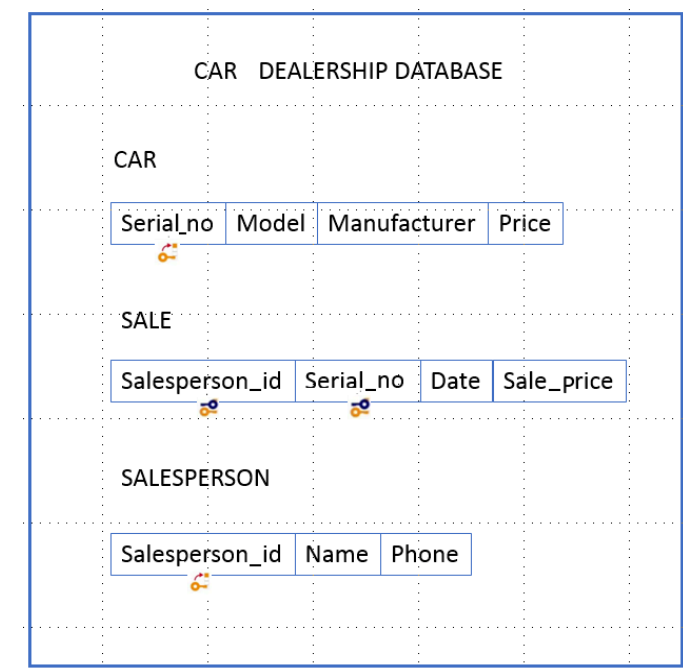 CAR DEALERSHIP DATABASE
CAR
Serial_no Model Manufacturer Price
SALE
Salesperson_id Serial_no Date Sale_price
SALESPERSON
Salesperson_id Name Phone